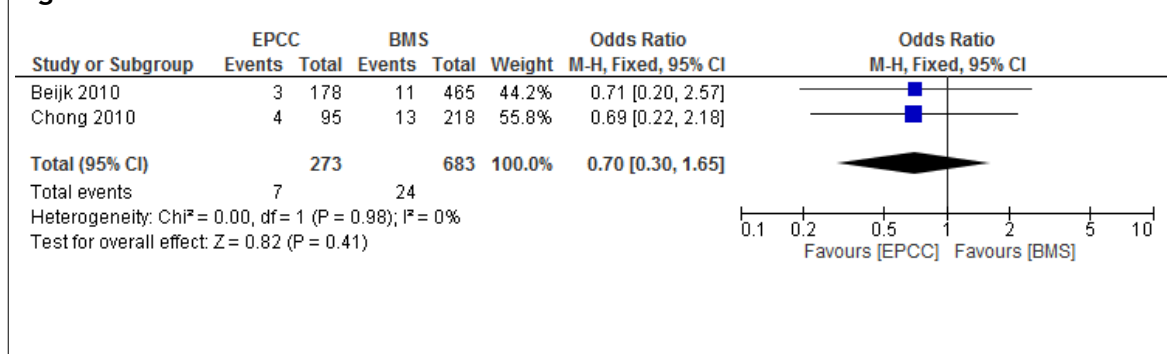 EPCC BMS Odds Ratio Odds Ratio
Study or Subgroup Events Total Events Total Weight M-H, Fixed, 95% CI M-H, Fixed, 95% CI
Beijk 2010 3 178 11 465 44.2% 0.71 [0.20, 2.57]
Chong 2010 4 95 13 218 55.8% 0.69 [0.22, 2.18]
Total (95% CI) 273 683 100.0% 0.70 [0.30, 1.65]
Total events 7 24
Heterogeneity: Chi² = 0.00, df = 1 (P = 0.98); I² = 0%
Test for overall effect: Z = 0.82 (P = 0.41)
0.1 0.2 0.5 1 2 5 10
Favours [EPCC] Favours [BMS]